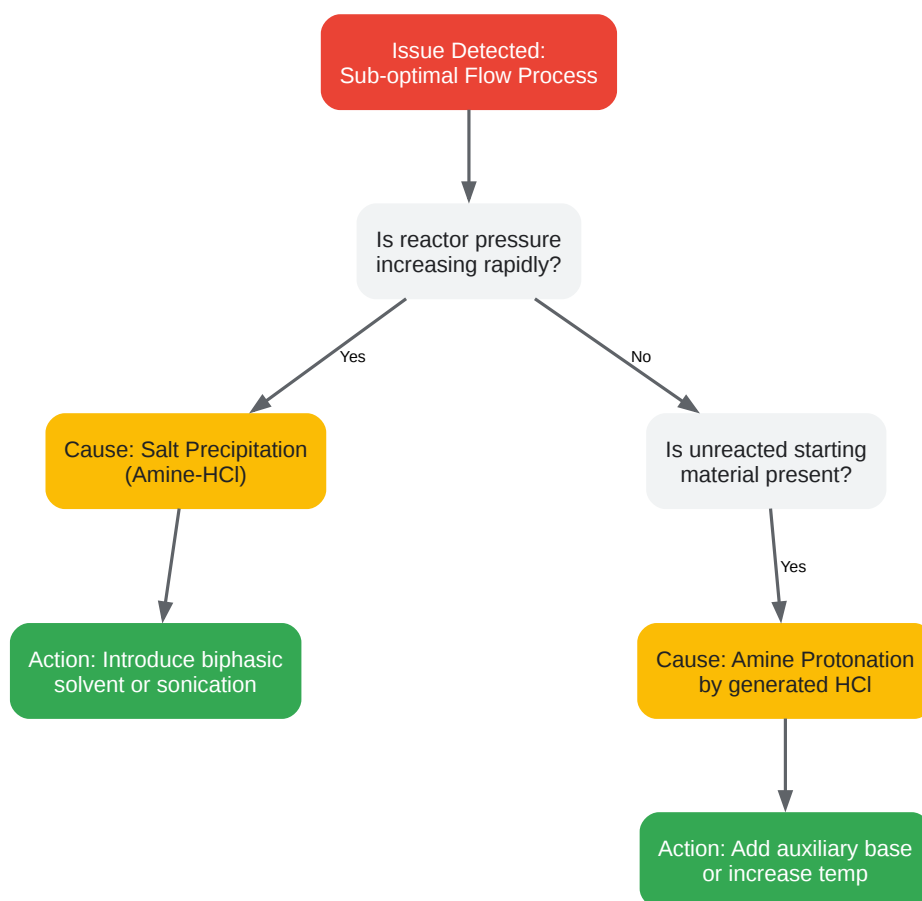 Issue Detected:
Sub-optimal Flow Process
Is reactor pressure
increasing rapidly?
Yes
No
Cause: Salt Precipitation
(Amine-HCl)
Is unreacted starting
material present?
Yes
Action: Introduce biphasic
solvent or sonication
Cause: Amine Protonation
by generated HCl
Action: Add auxiliary base
or increase temp